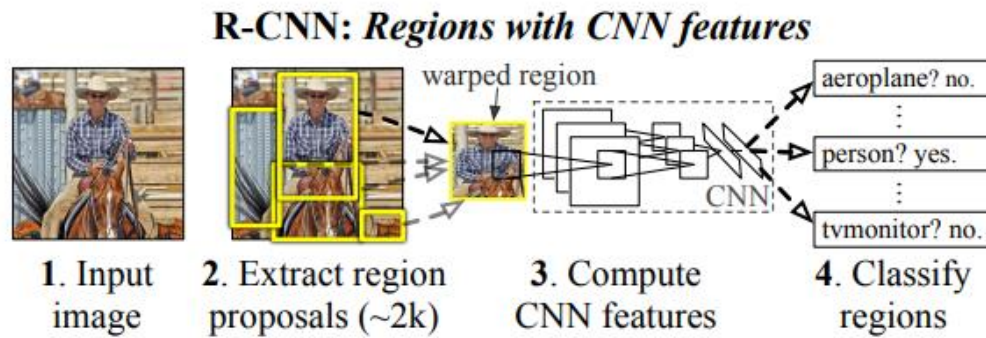 R-CNN: Regions with CNN features
warped region
aeroplane? no.
⋮
person? yes.
⋮
tvmonitor? no.
CNN
1. Input
image
2. Extract region
proposals (~2k)
3. Compute
CNN features
4. Classify
regions